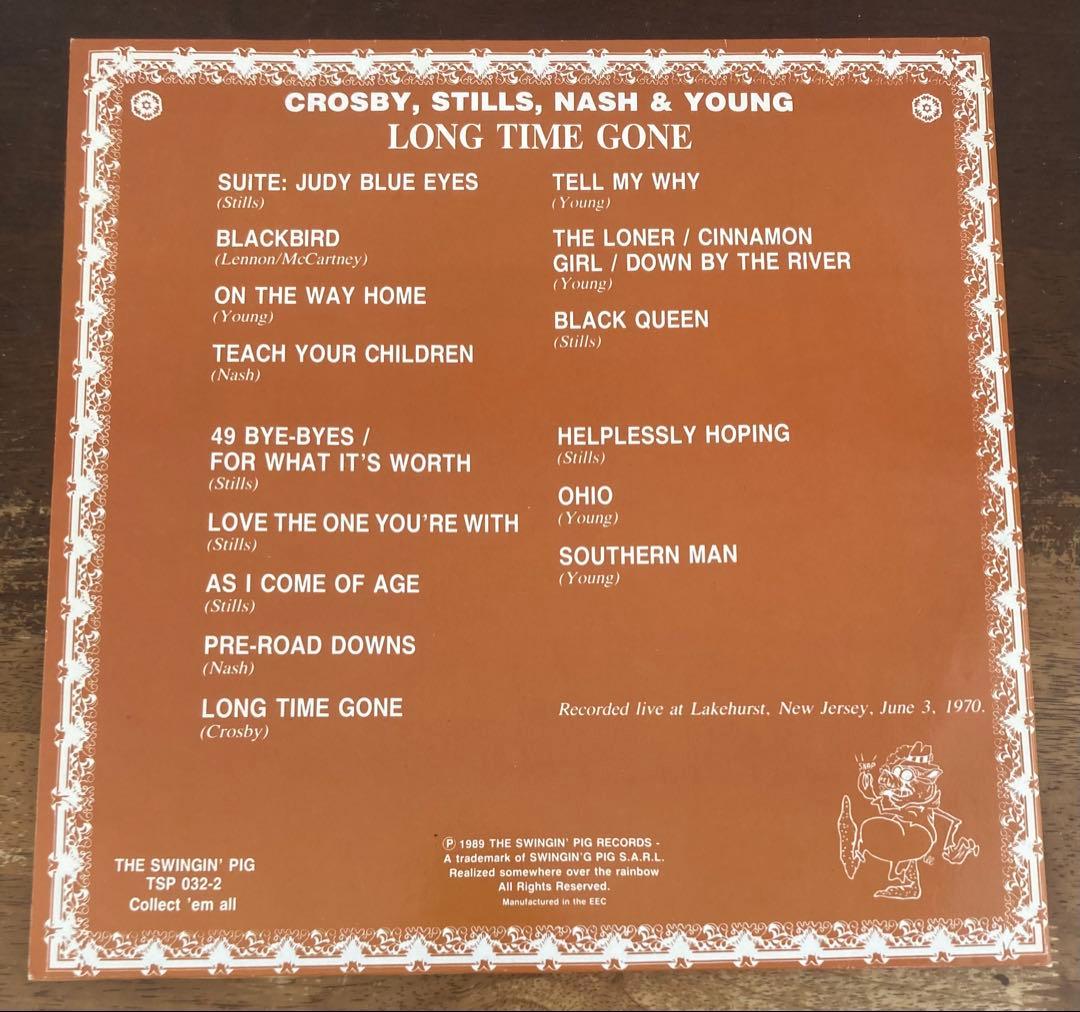 CROSBY, STILLS, NASH & YOUNG
LONG TIME GONE
SUITE: JUDY BLUE EYES
(Stills)
BLACKBIRD
(Lennon/McCartney)
ON THE WAY HOME
(Young)
TEACH YOUR CHILDREN
(Nash)
TELL MY WHY
(Young)
THE LONER / CINNAMON
GIRL / DOWN BY THE RIVER
(Young)
BLACK QUEEN
(Stills)
49 BYE-BYES /
FOR WHAT IT'S WORTH
(Stills)
LOVE THE ONE YOU'RE WITH
(Stills)
AS I COME OF AGE
(Stills)
PRE-ROAD DOWNS
(Nash)
LONG TIME GONE
(Crosby)
HELPLESSLY HOPING
(Stills)
OHIO
(Young)
SOUTHERN MAN
(Young)
Recorded live at Lakehurst, New Jersey, June 3, 1970.
SNAP
THE SWINGIN' PIG
TSP 032-2
Collect 'em all
Ⓟ 1989 THE SWINGIN' PIG RECORDS -
A trademark of SWINGIN'G PIG S.A.R.L.
Realized somewhere over the rainbow
All Rights Reserved.
Manufactured in the EEC